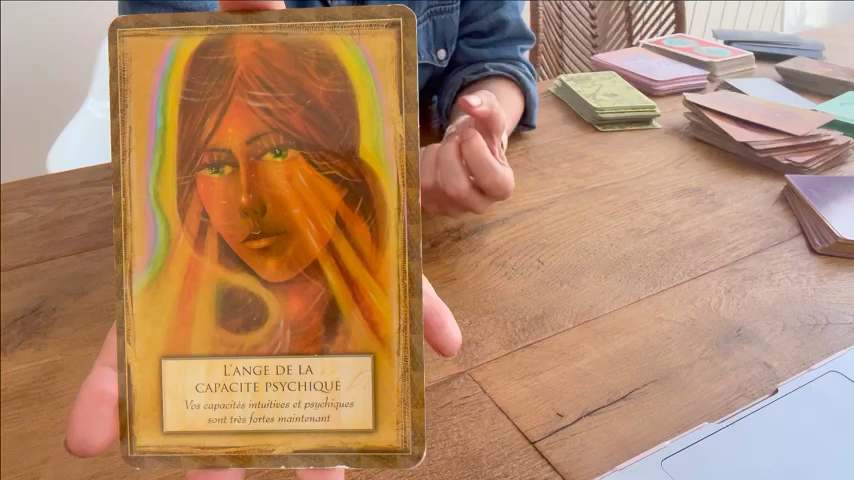 L'ANGE DE LA
CAPACITE PSYCHIQUE
Vos capacités intuitives et psychiques
sont très fortes maintenant